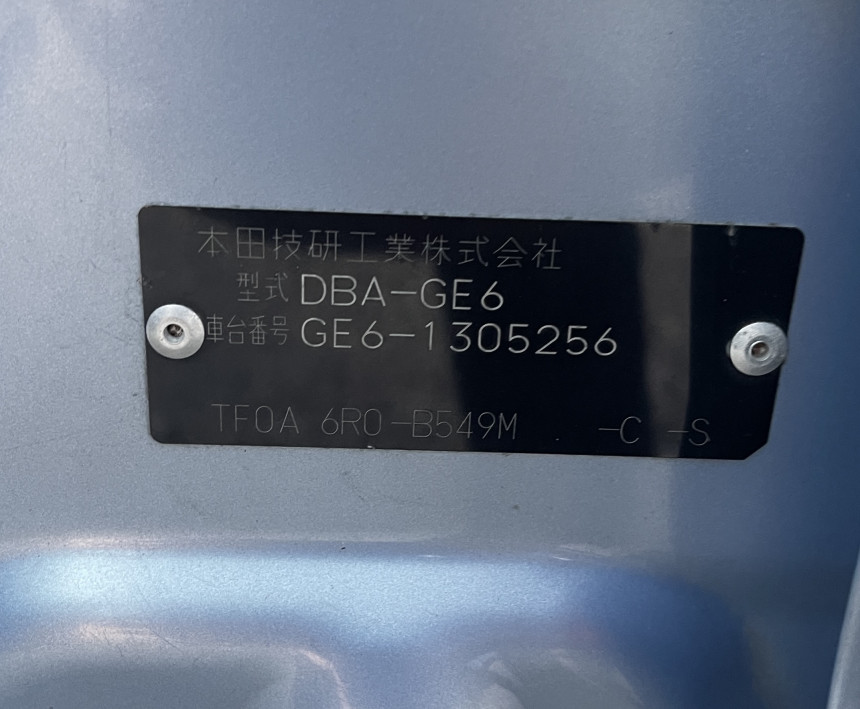 本田技研工業株式会社
型式 DBA-GE6
車台番号 GE6-1305256
TF0A 6R0-B549M -C -S